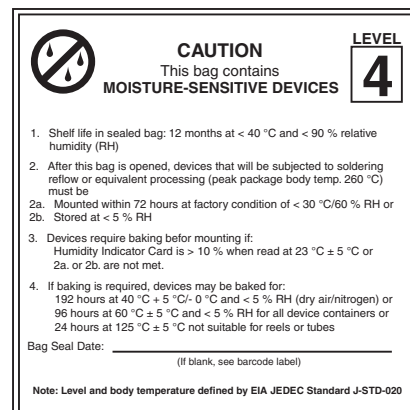 LEVEL
4
CAUTION
This bag contains
MOISTURE-SENSITIVE DEVICES
1. Shelf life in sealed bag: 12 months at < 40 °C and < 90 % relative
humidity (RH)
2. After this bag is opened, devices that will be subjected to soldering
reflow or equivalent processing (peak package body temp. 260 °C)
must be
2a. Mounted within 72 hours at factory condition of < 30 °C/60 % RH or
2b. Stored at < 5 % RH
3. Devices require baking befor mounting if:
Humidity Indicator Card is > 10 % when read at 23 °C ± 5 °C or
2a. or 2b. are not met.
4. If baking is required, devices may be baked for:
192 hours at 40 °C + 5 °C/- 0 °C and < 5 % RH (dry air/nitrogen) or
96 hours at 60 °C ± 5 °C and < 5 % RH for all device containers or
24 hours at 125 °C ± 5 °C not suitable for reels or tubes
Bag Seal Date:
(If blank, see barcode label)
Note: Level and body temperature defined by EIA JEDEC Standard J-STD-020